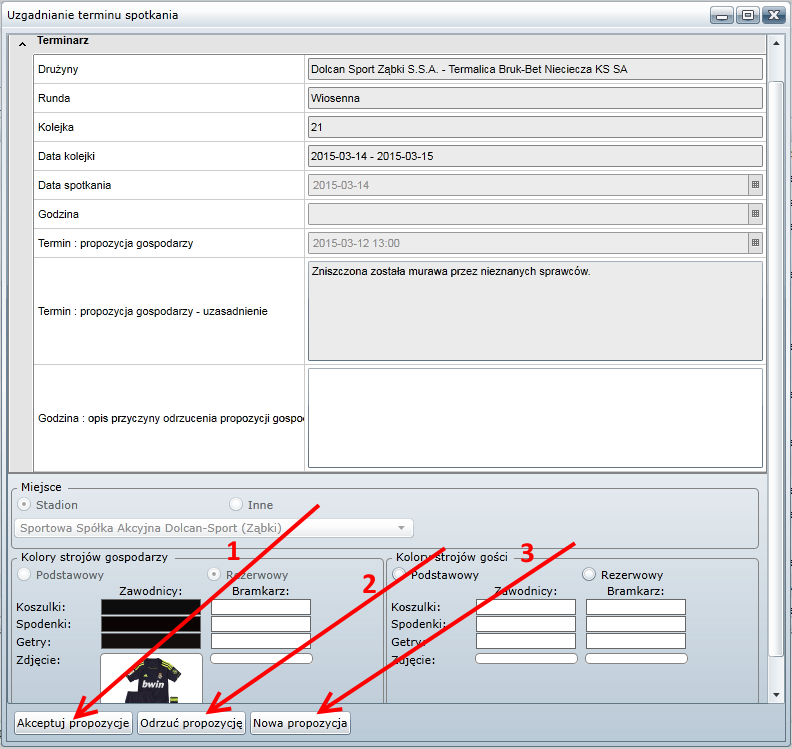 Uzgadnianie terminu spotkania
Terminarz
Drużyny Dolcan Sport Ząbki S.S.A. - Termalica Bruk-Bet Nieciecza KS SA
Runda Wiosenna
Kolejka 21
Data kolejki 2015-03-14 - 2015-03-15
Data spotkania 2015-03-14
Godzina
Termin : propozycja gospodarzy 2015-03-12 13:00
Termin : propozycja gospodarzy - uzasadnienie Zniszczona została murawa przez nieznanych sprawców.
Godzina : opis przyczyny odrzucenia propozycji gospo
Miejsce
Stadion Inne
Sportowa Spółka Akcyjna Dolcan-Sport (Ząbki)
1 2 3
Kolory strojów gospodarzy Kolory strojów gości
Podstawowy Rezerwowy Podstawowy Rezerwowy
Zawodnicy: Bramkarz: Zawodnicy: Bramkarz:
Koszulki: Koszulki:
Spodenki: Spodenki:
Getry: Getry:
Zdjęcie: Zdjęcie:
bwin
Akceptuj propozycje Odrzuć propozycję Nowa propozycja